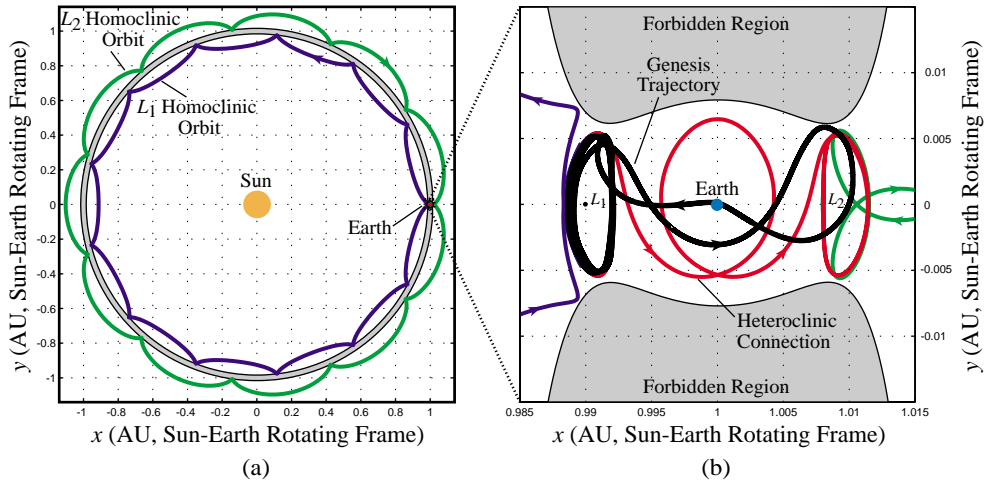 L2 Homoclinic
Orbit
L1 Homoclinic
Orbit
Sun
Earth
1
0.8
0.6
0.4
0.2
0
-0.2
-0.4
-0.6
-0.8
-1
-1 -0.8 -0.6 -0.4 -0.2 0 0.2 0.4 0.6 0.8 1
y (AU, Sun-Earth Rotating Frame)
x (AU, Sun-Earth Rotating Frame)
(a)
Forbidden Region
Genesis
Trajectory
L1
Earth
L2
Heteroclinic
Connection
Forbidden Region
0.01
0.005
0
-0.005
-0.01
0.985 0.99 0.995 1 1.005 1.01 1.015
y (AU, Sun-Earth Rotating Frame)
x (AU, Sun-Earth Rotating Frame)
(b)